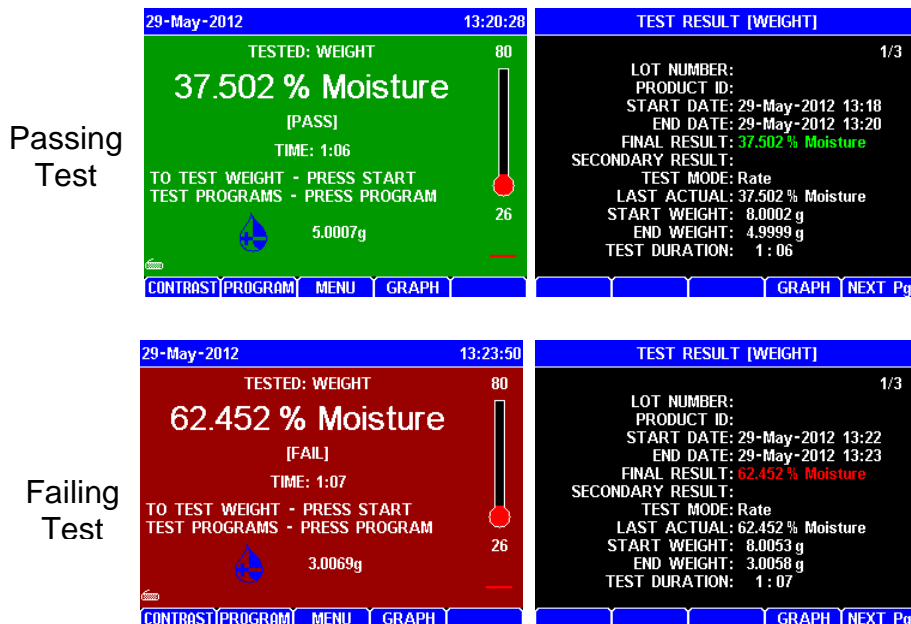 Passing
Test
29-May-2012 13:20:28
TESTED: WEIGHT 80
37.502 % Moisture
[PASS]
TIME: 1:06
TO TEST WEIGHT - PRESS START
TEST PROGRAMS - PRESS PROGRAM
26
5.0007g
CONTRAST PROGRAM MENU GRAPH
TEST RESULT [WEIGHT]
1/3
LOT NUMBER:
PRODUCT ID:
START DATE: 29-May-2012 13:18
END DATE: 29-May-2012 13:20
FINAL RESULT: 37.502 % Moisture
SECONDARY RESULT:
TEST MODE: Rate
LAST ACTUAL: 37.502 % Moisture
START WEIGHT: 8.0002 g
END WEIGHT: 4.9999 g
TEST DURATION: 1 : 06
GRAPH NEXT Pg
Failing
Test
29-May-2012 13:23:50
TESTED: WEIGHT 80
62.452 % Moisture
[FAIL]
TIME: 1:07
TO TEST WEIGHT - PRESS START
TEST PROGRAMS - PRESS PROGRAM
26
3.0069g
CONTRAST PROGRAM MENU GRAPH
TEST RESULT [WEIGHT]
1/3
LOT NUMBER:
PRODUCT ID:
START DATE: 29-May-2012 13:22
END DATE: 29-May-2012 13:23
FINAL RESULT: 62.452 % Moisture
SECONDARY RESULT:
TEST MODE: Rate
LAST ACTUAL: 62.452 % Moisture
START WEIGHT: 8.0053 g
END WEIGHT: 3.0058 g
TEST DURATION: 1 : 07
GRAPH NEXT Pg